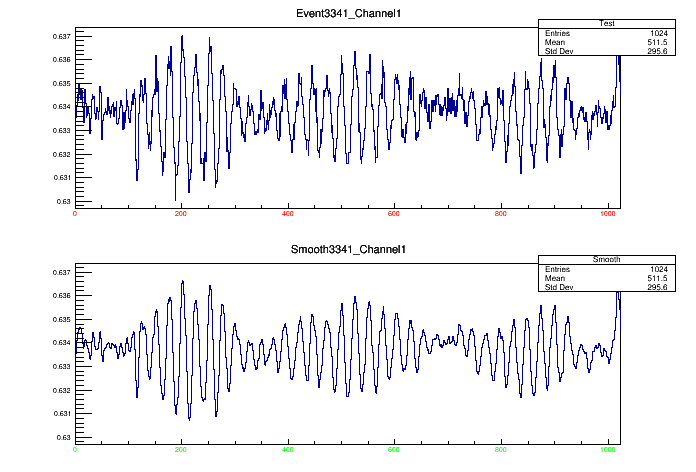 Event3341_Channel1
Test
Entries 1024
Mean 511.5
Std Dev 295.6
0.637
0.636
0.635
0.634
0.633
0.632
0.631
0.63
0 200 400 600 800 1000
Smooth3341_Channel1
Smooth
Entries 1024
Mean 511.5
Std Dev 295.6
0.637
0.636
0.635
0.634
0.633
0.632
0.631
0.63
0 200 400 600 800 1000